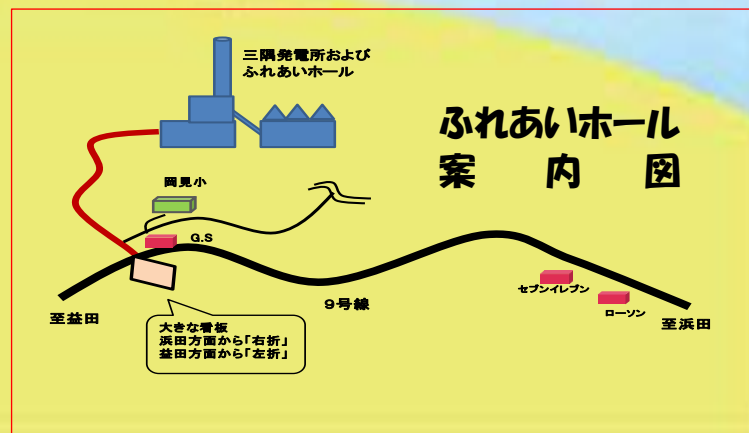 三隅発電所および
ふれあいホール
ふれあいホール
案内図
岡見小
G.S
セブンイレブン
ローソン
9号線
至益田
至浜田
大きな看板
浜田方面から「右折」
益田方面から「左折」